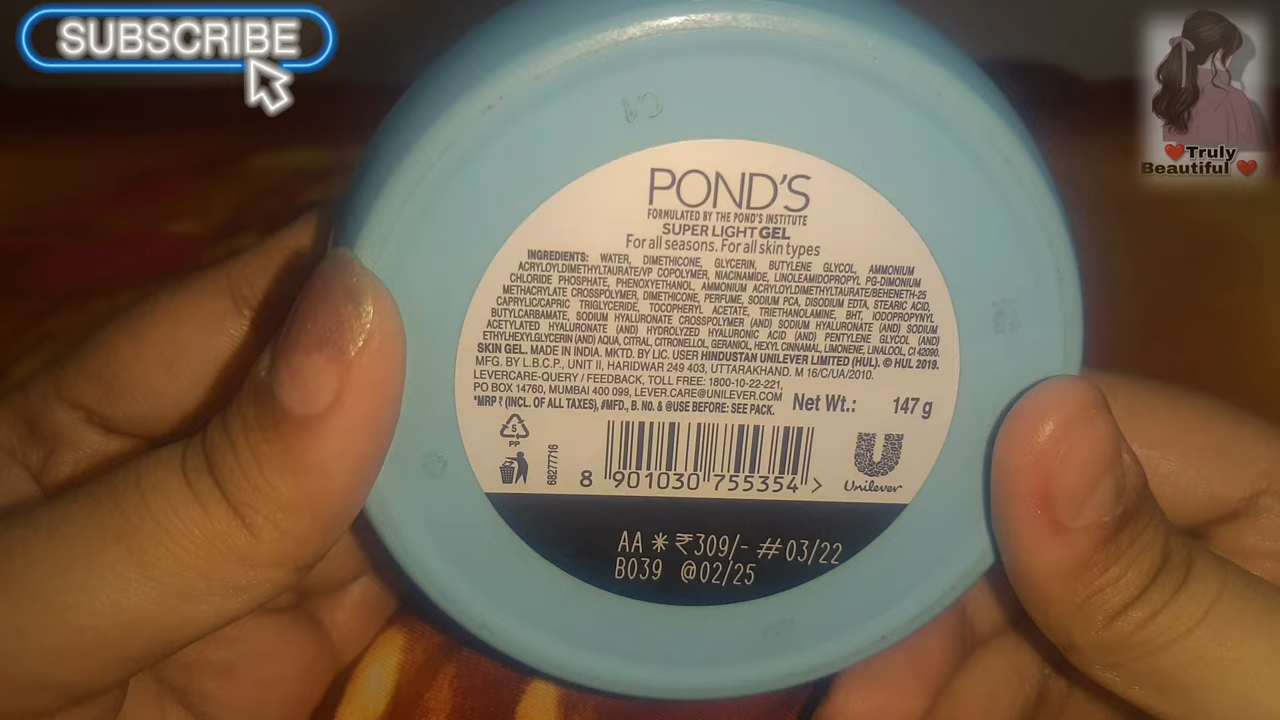 SUBSCRIBE
Truly
Beautiful
POND'S
FORMULATED BY THE POND'S INSTITUTE
SUPER LIGHT GEL
For all seasons. For all skin types
INGREDIENTS: WATER, DIMETHICONE, GLYCERIN, BUTYLENE GLYCOL, AMMONIUM
ACRYLOYLDIMETHYLTAURATE/VP COPOLYMER, NIACINAMIDE, LINOLEAMIDOPROPYL PG-DIMONIUM
CHLORIDE PHOSPHATE, PHENOXYETHANOL, AMMONIUM ACRYLOYLDIMETHYLTAURATE/BEHENETH-25
METHACRYLATE CROSSPOLYMER, DIMETHICONE, PERFUME, SODIUM PCA, DISODIUM EDTA, STEARIC ACID,
CAPRYLIC/CAPRIC TRIGLYCERIDE, TOCOPHERYL ACETATE, TRIETHANOLAMINE, BHT, IODOPROPYNYL
BUTYLCARBAMATE, SODIUM HYALURONATE CROSSPOLYMER (AND) SODIUM HYALURONATE (AND) SODIUM
ACETYLATED HYALURONATE (AND) HYDROLYZED HYALURONIC ACID (AND) PENTYLENE GLYCOL (AND)
ETHYLHEXYLGLYCERIN (AND) AQUA, CITRAL, CITRONELLOL, GERANIOL, HEXYL CINNAMAL, LIMONENE, LINALOOL, CI 42090.
SKIN GEL. MADE IN INDIA. MKTD. BY LIC. USER HINDUSTAN UNILEVER LIMITED (HUL). © HUL 2019.
MFG. BY L.B.C.P., UNIT II, HARIDWAR 249 403, UTTARAKHAND. M 16/C/UA/2010.
LEVERCARE-QUERY / FEEDBACK, TOLL FREE: 1800-10-22-221,
PO BOX 14760, MUMBAI 400 099, LEVER.CARE@UNILEVER.COM
*MRP ₹ (INCL. OF ALL TAXES), #MFD., B. NO. & @USE BEFORE: SEE PACK.
Net Wt.: 147 g
5
PP
68277716
8 901030 755354 >
Unilever
AA * ₹309/- #03/22
B039 @02/25